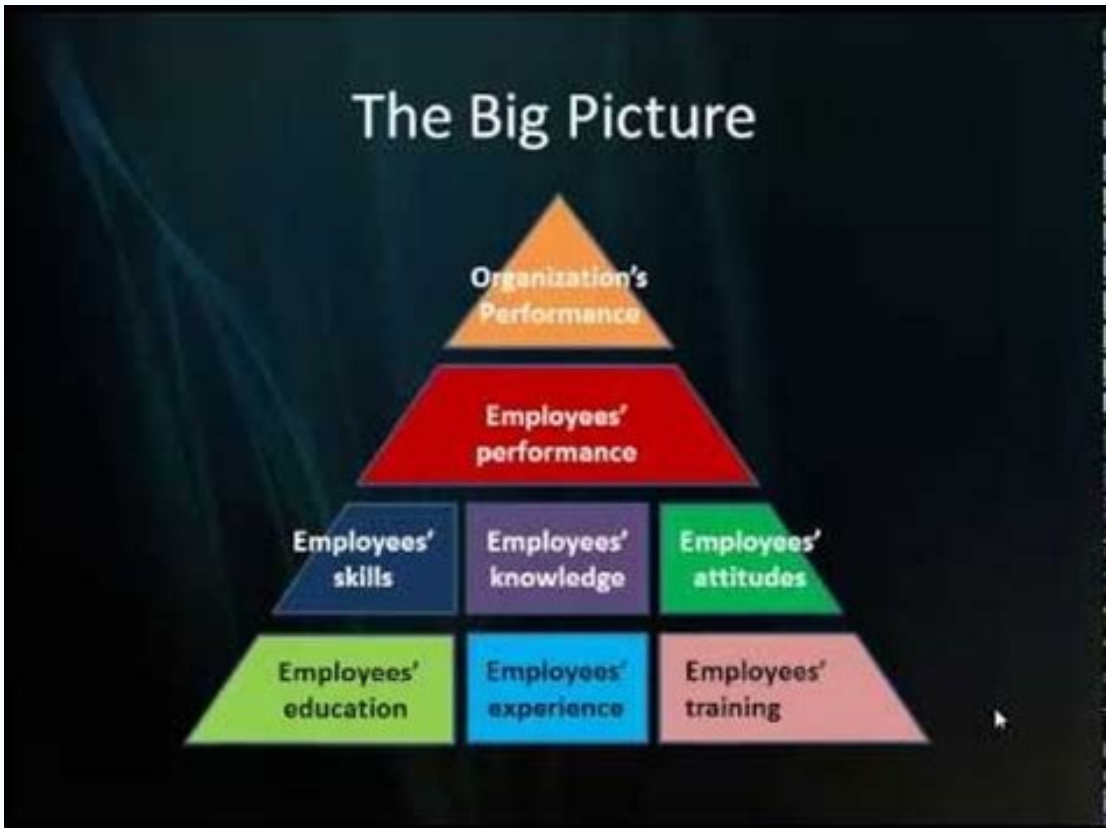 The Big Picture
Organization's
Performance
Employees'
performance
Employees'
skills
Employees'
knowledge
Employees'
attitudes
Employees'
education
Employees'
experience
Employees'
training